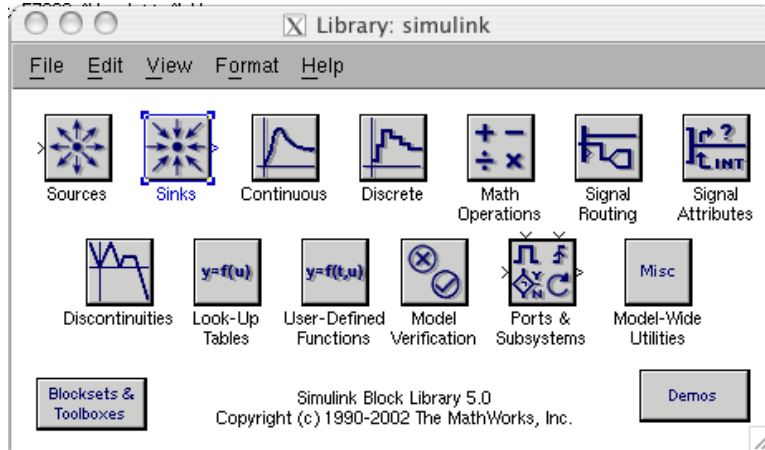 Library: simulink
File Edit View Format Help
+ −
÷ ×
?
INT
Sources Sinks Continuous Discrete Math Operations Signal Routing Signal Attributes
y=f(u) y=f(t,u) Misc
Y
N
Discontinuities Look-Up Tables User-Defined Functions Model Verification Ports & Subsystems Model-Wide Utilities
Blocksets & Toolboxes
Simulink Block Library 5.0
Copyright (c) 1990-2002 The MathWorks, Inc.
Demos